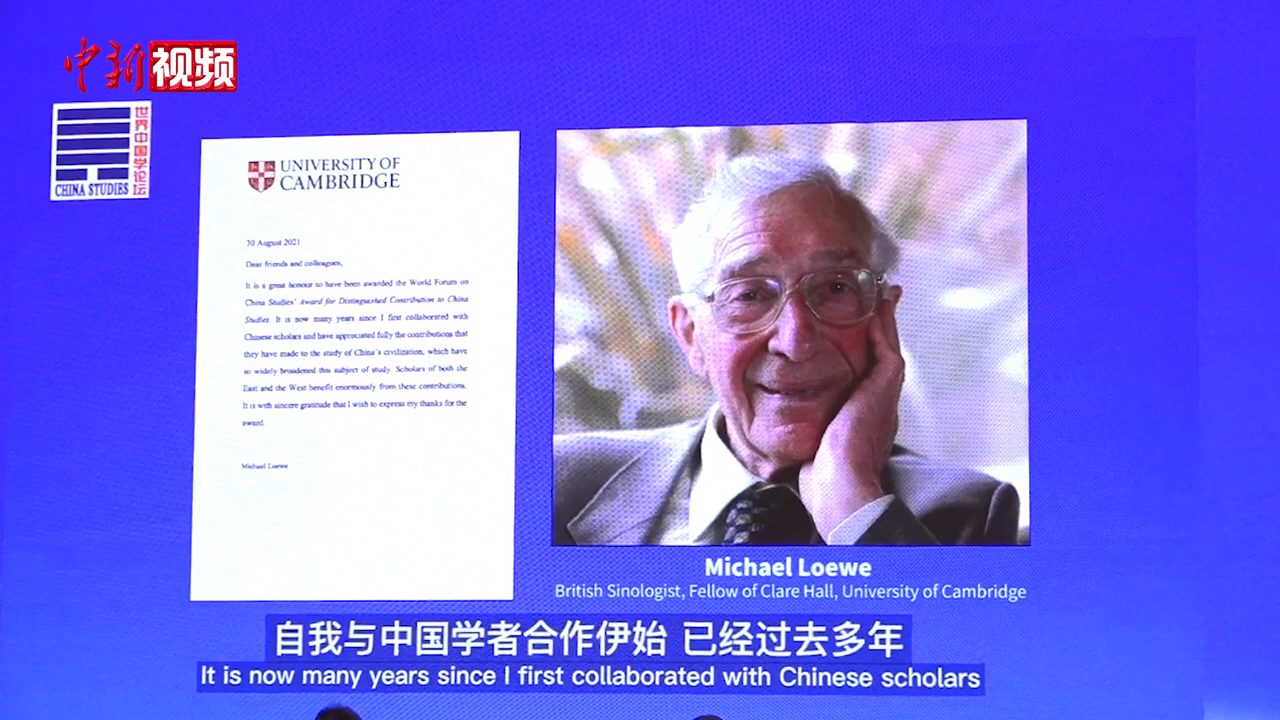 中新视频
世界中国学论坛
CHINA STUDIES
UNIVERSITY OF
CAMBRIDGE
30 August 2021
Dear friends and colleagues,
It is a great honour to have been awarded the World Forum on
China Studies' Award for Distinguished Contribution to China
Studies. It is now many years since I first collaborated with
Chinese scholars and have appreciated fully the contributions that
they have made to the study of China's civilization, which have
so widely broadened this subject of study. Scholars of both the
East and the West benefit enormously from these contributions.
It is with sincere gratitude that I wish to express my thanks for the
award.
Michael Loewe
Michael Loewe
British Sinologist, Fellow of Clare Hall, University of Cambridge
自我与中国学者合作伊始 已经过去多年
It is now many years since I first collaborated with Chinese scholars